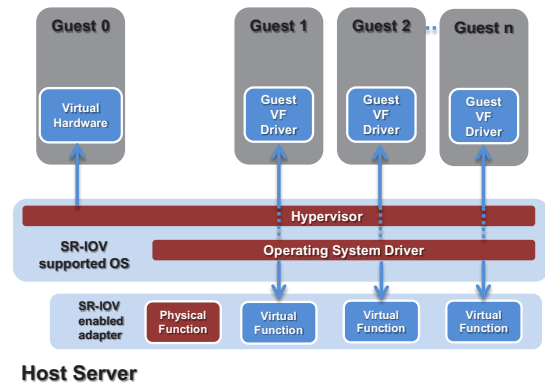 Guest 0
Guest 1
Guest 2
Guest n
Virtual
Hardware
Guest
VF
Driver
Guest
VF
Driver
Guest
VF
Driver
Hypervisor
SR-IOV
supported OS
Operating System Driver
SR-IOV
enabled
adapter
Physical
Function
Virtual
Function
Virtual
Function
Virtual
Function
Host Server